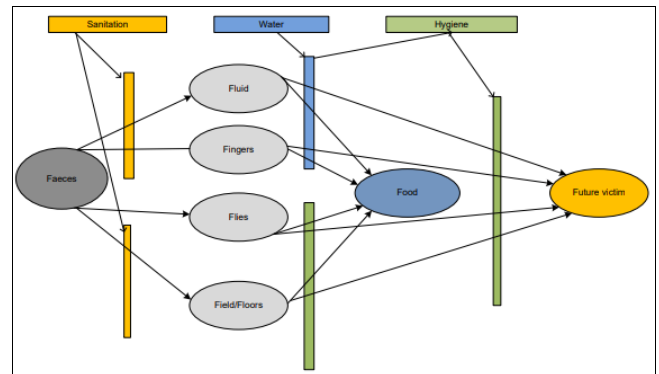 Sanitation
Water
Hygiene
Fluid
Fingers
Faeces
Food
Future victim
Flies
Field/Floors